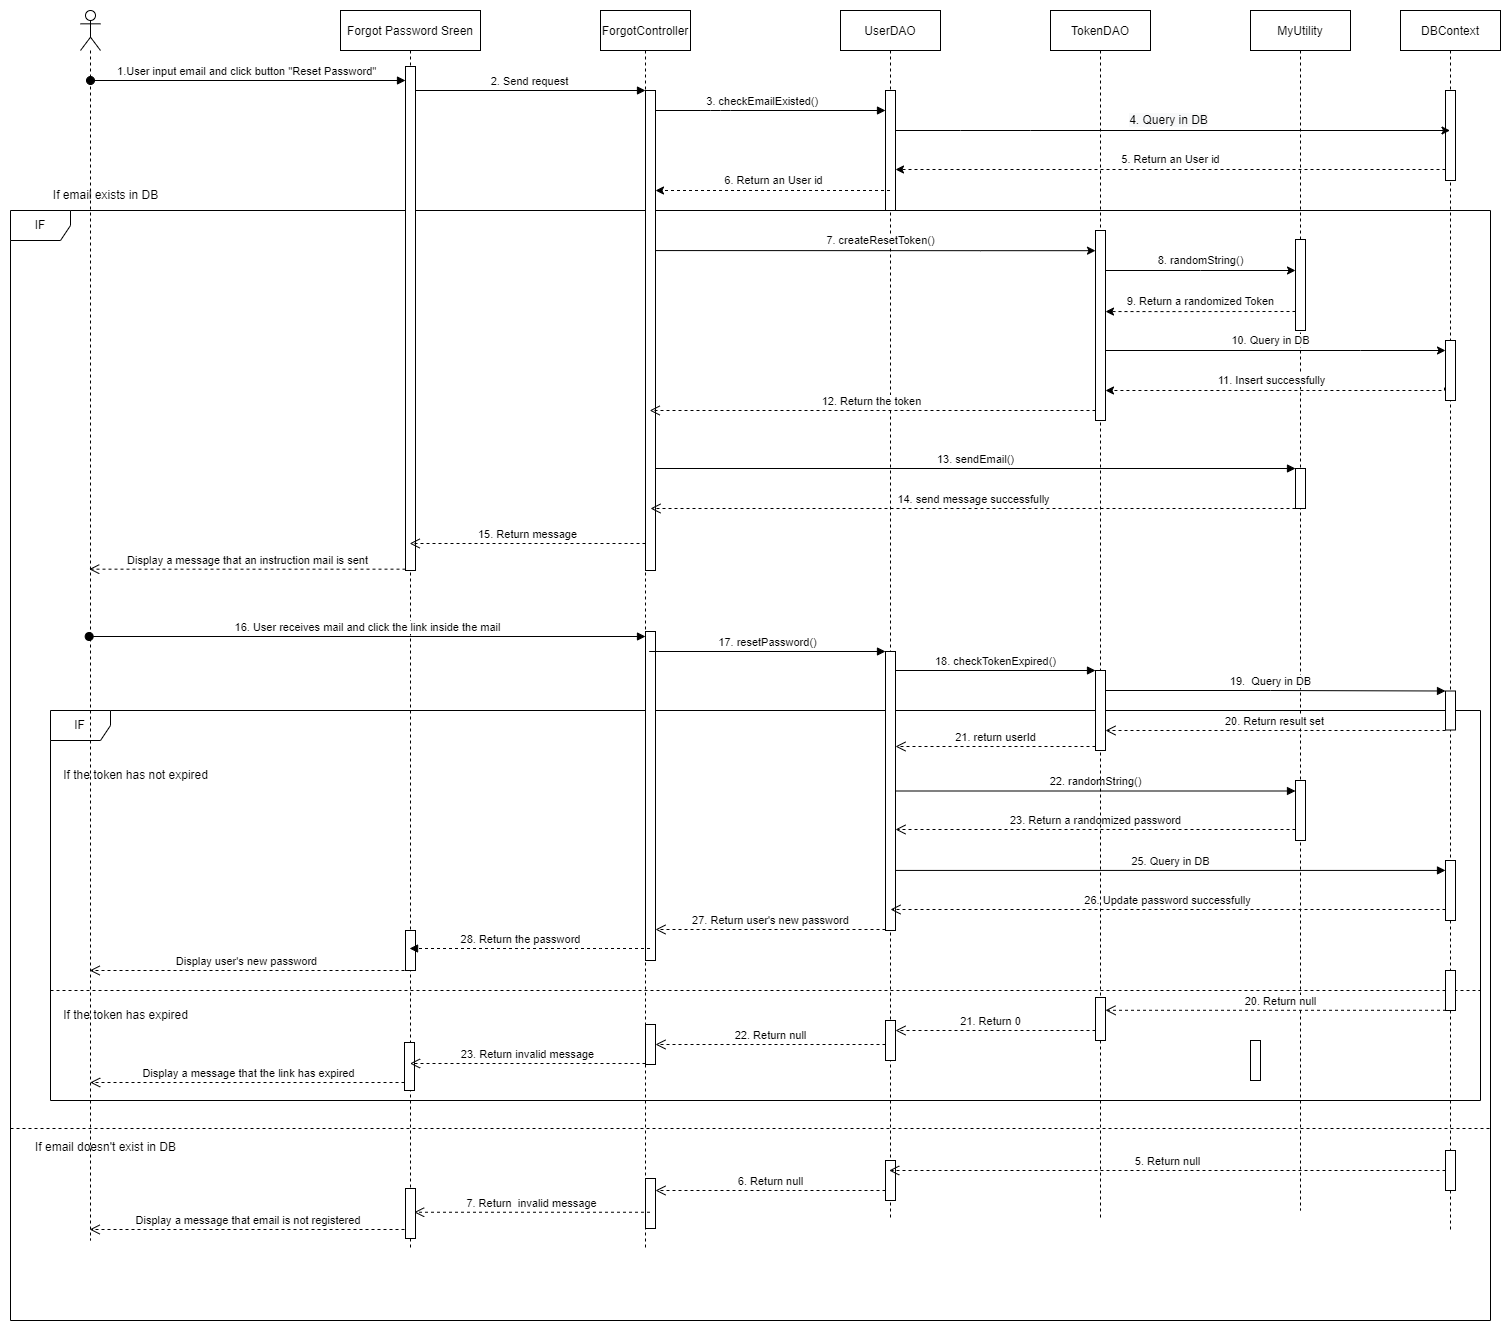 Forgot Password Sreen
ForgotController
UserDAO
TokenDAO
MyUtility
DBContext
1.User input email and click button "Reset Password"
2. Send request
3. checkEmailExisted()
4. Query in DB
5. Return an User id
6. Return an User id
If email exists in DB
IF
7. createResetToken()
8. randomString()
9. Return a randomized Token
10. Query in DB
11. Insert successfully
12. Return the token
13. sendEmail()
14. send message successfully
15. Return message
Display a message that an instruction mail is sent
16. User receives mail and click the link inside the mail
17. resetPassword()
18. checkTokenExpired()
19.  Query in DB
IF
20. Return result set
21. return userId
If the token has not expired
22. randomString()
23. Return a randomized password
25. Query in DB
26. Update password successfully
27. Return user's new password
28. Return the password
Display user's new password
20. Return null
If the token has expired
21. Return 0
22. Return null
23. Return invalid message
Display a message that the link has expired
If email doesn't exist in DB
5. Return null
6. Return null
7. Return  invalid message
Display a message that email is not registered